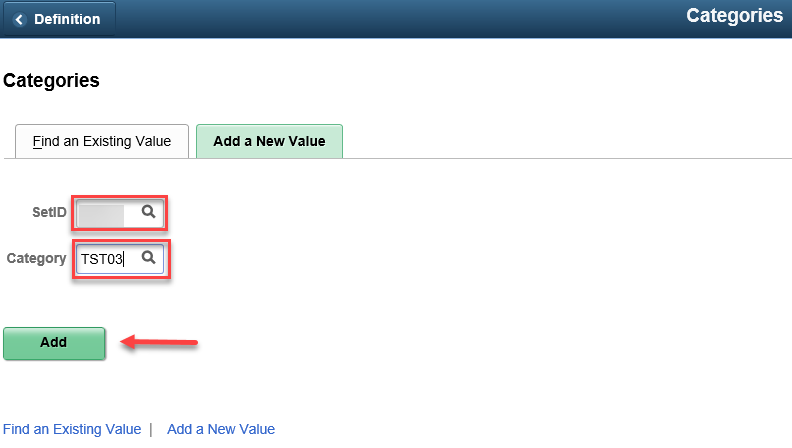 Definition
Categories
Categories
Find an Existing Value
Add a New Value
SetID
Category TST03
Add
Find an Existing Value | Add a New Value